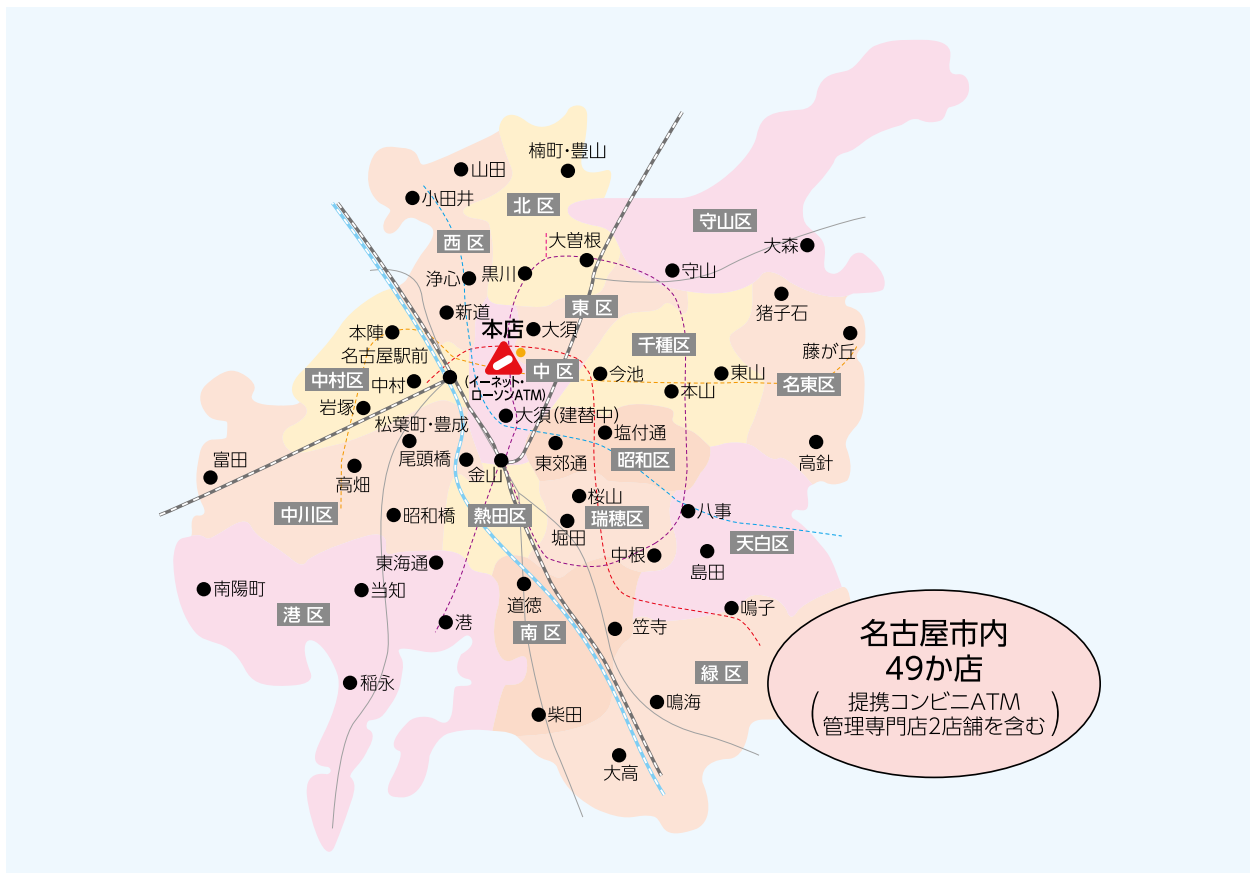 楠町・豊山
山田
小田井
北 区
守山区
西 区
大曽根
大森
浄心
黒川
守山
新道
東 区
猪子石
本店
大須
本陣
千種区
藤が丘
名古屋駅前
中村区
中村
(イーネット・
ローソンATM)
中 区
今池
東山
名東区
本山
岩塚
大須(建替中)
松葉町・豊成
塩付通
尾頭橋
東郊通
昭和区
高針
富田
金山
高畑
桜山
中川区
昭和橋
熱田区
瑞穂区
八事
堀田
天白区
東海通
中根
島田
南陽町
当知
道徳
鳴子
港 区
港
南 区
笠寺
緑 区
稲永
柴田
鳴海
大高
名古屋市内
49か店
(提携コンビニATM
管理専門店2店舗を含む)